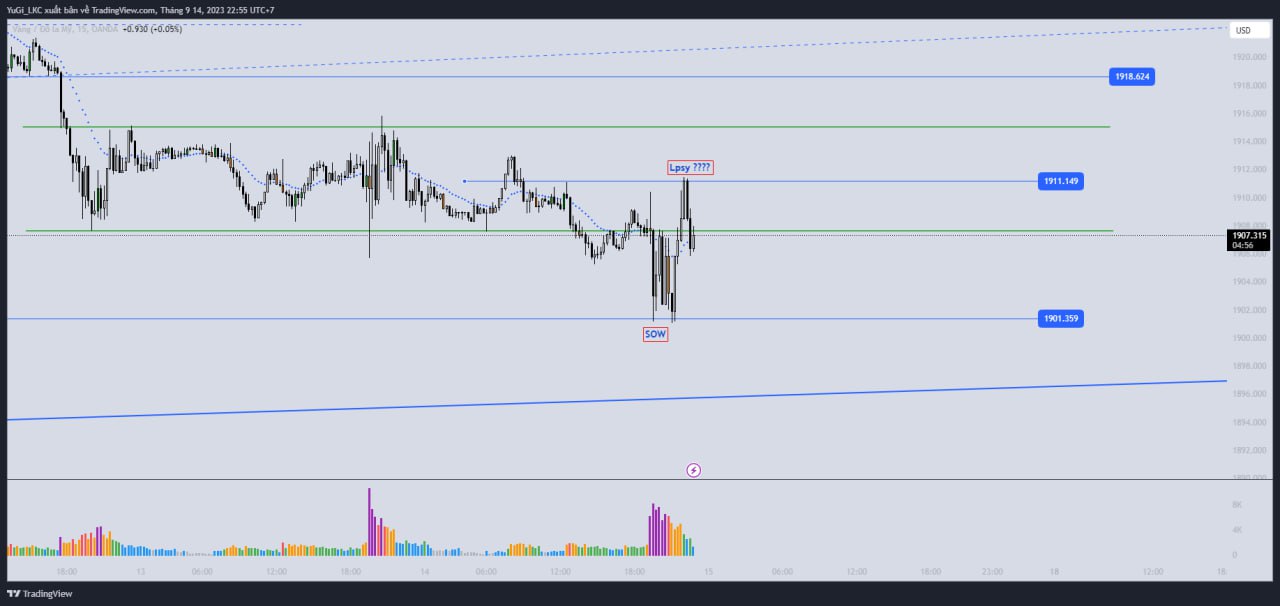 YuGi_LKC xuất bản về TradingView.com, Tháng 9 14, 2023 22:55 UTC+7
Vàng / Đô la Mỹ, 15, OANDA +0.930 (+0.05%)
USD
1920.000
1918.624
1918.000
1916.000
1914.000
Lpsy ????
1912.000
1911.149
1910.000
1908.000
1907.315
04:56
1906.000
1904.000
1901.359
1902.000
SOW
1900.000
1898.000
1896.000
1894.000
1892.000
1890.000
8K
4K
0
18:00 13 06:00 12:00 18:00 14 06:00 12:00 18:00 15 06:00 12:00 18:00 23:00 18 12:00 18:
TradingView